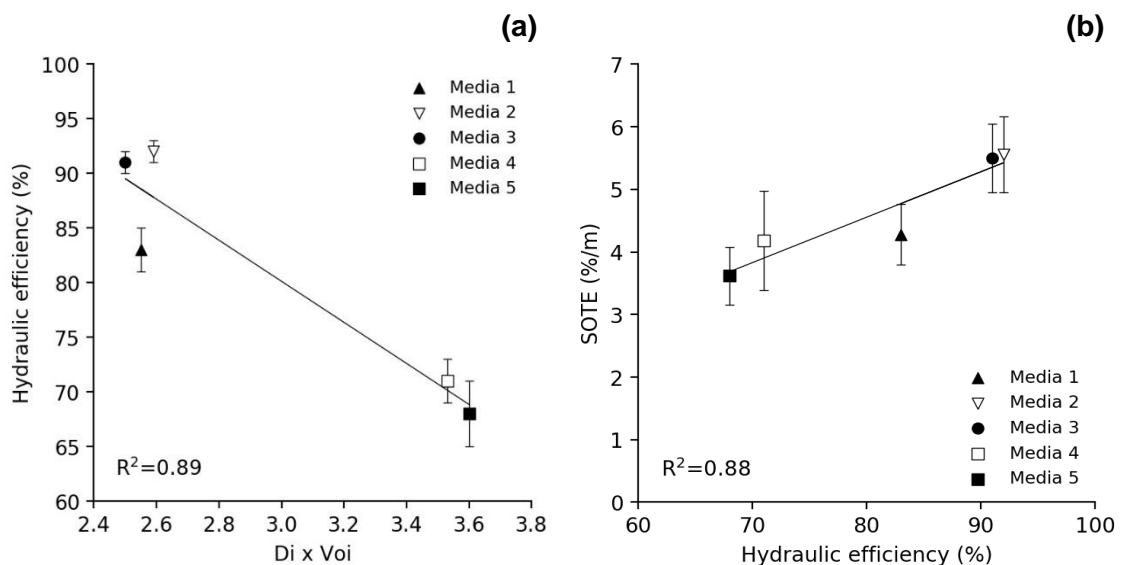 (a)
100
95
90
85
80
75
70
65
60
Hydraulic efficiency (%)
Media 1
Media 2
Media 3
Media 4
Media 5
R²=0.89
2.4 2.6 2.8 3.0 3.2 3.4 3.6 3.8
Di x Voi
(b)
7
6
5
4
3
2
1
0
SOTE (%/m)
Media 1
Media 2
Media 3
Media 4
Media 5
R²=0.88
60 70 80 90 100
Hydraulic efficiency (%)